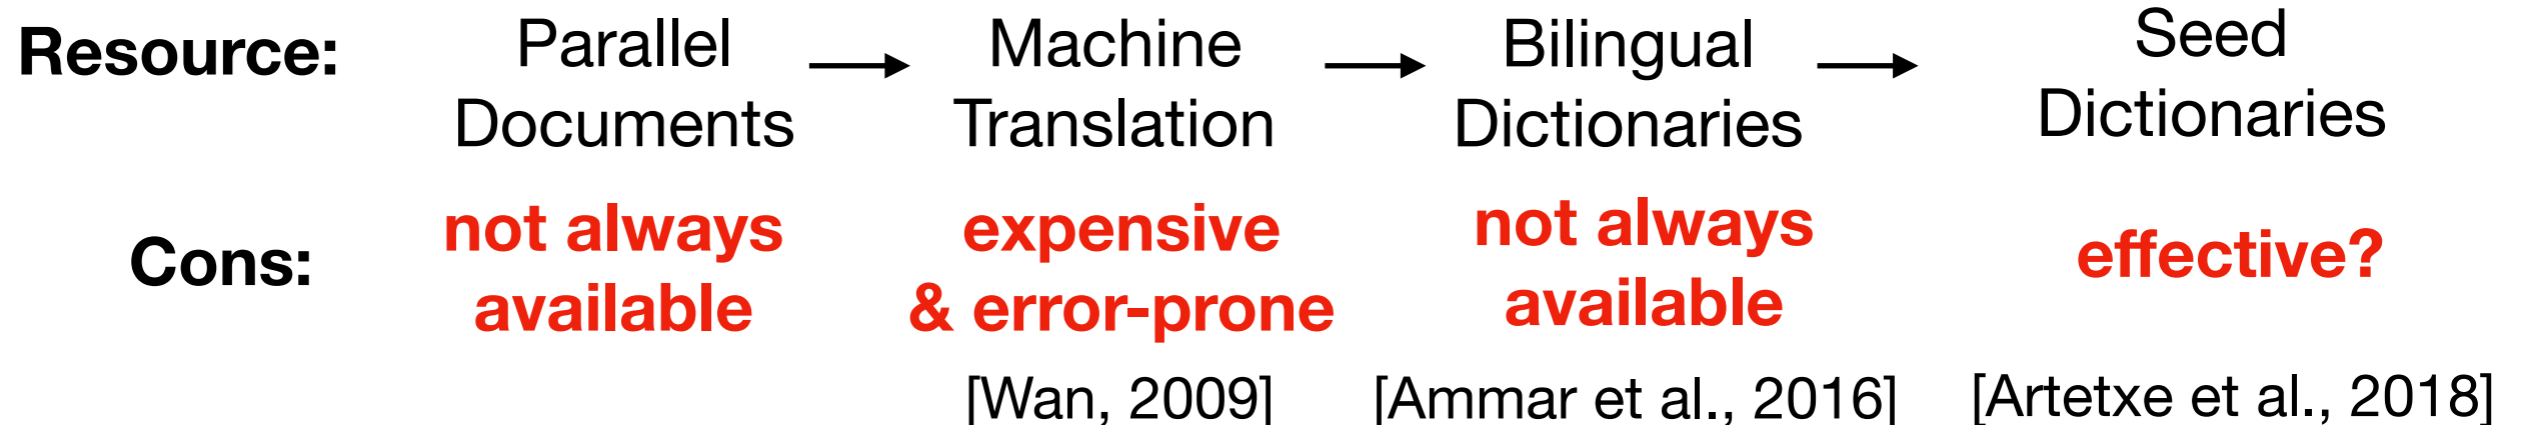 Resource:
Parallel
Documents
Machine
Translation
Bilingual
Dictionaries
Seed
Dictionaries
Cons:
not always
available
expensive
& error-prone
not always
available
effective?
[Wan, 2009]
[Ammar et al., 2016]
[Artetxe et al., 2018]